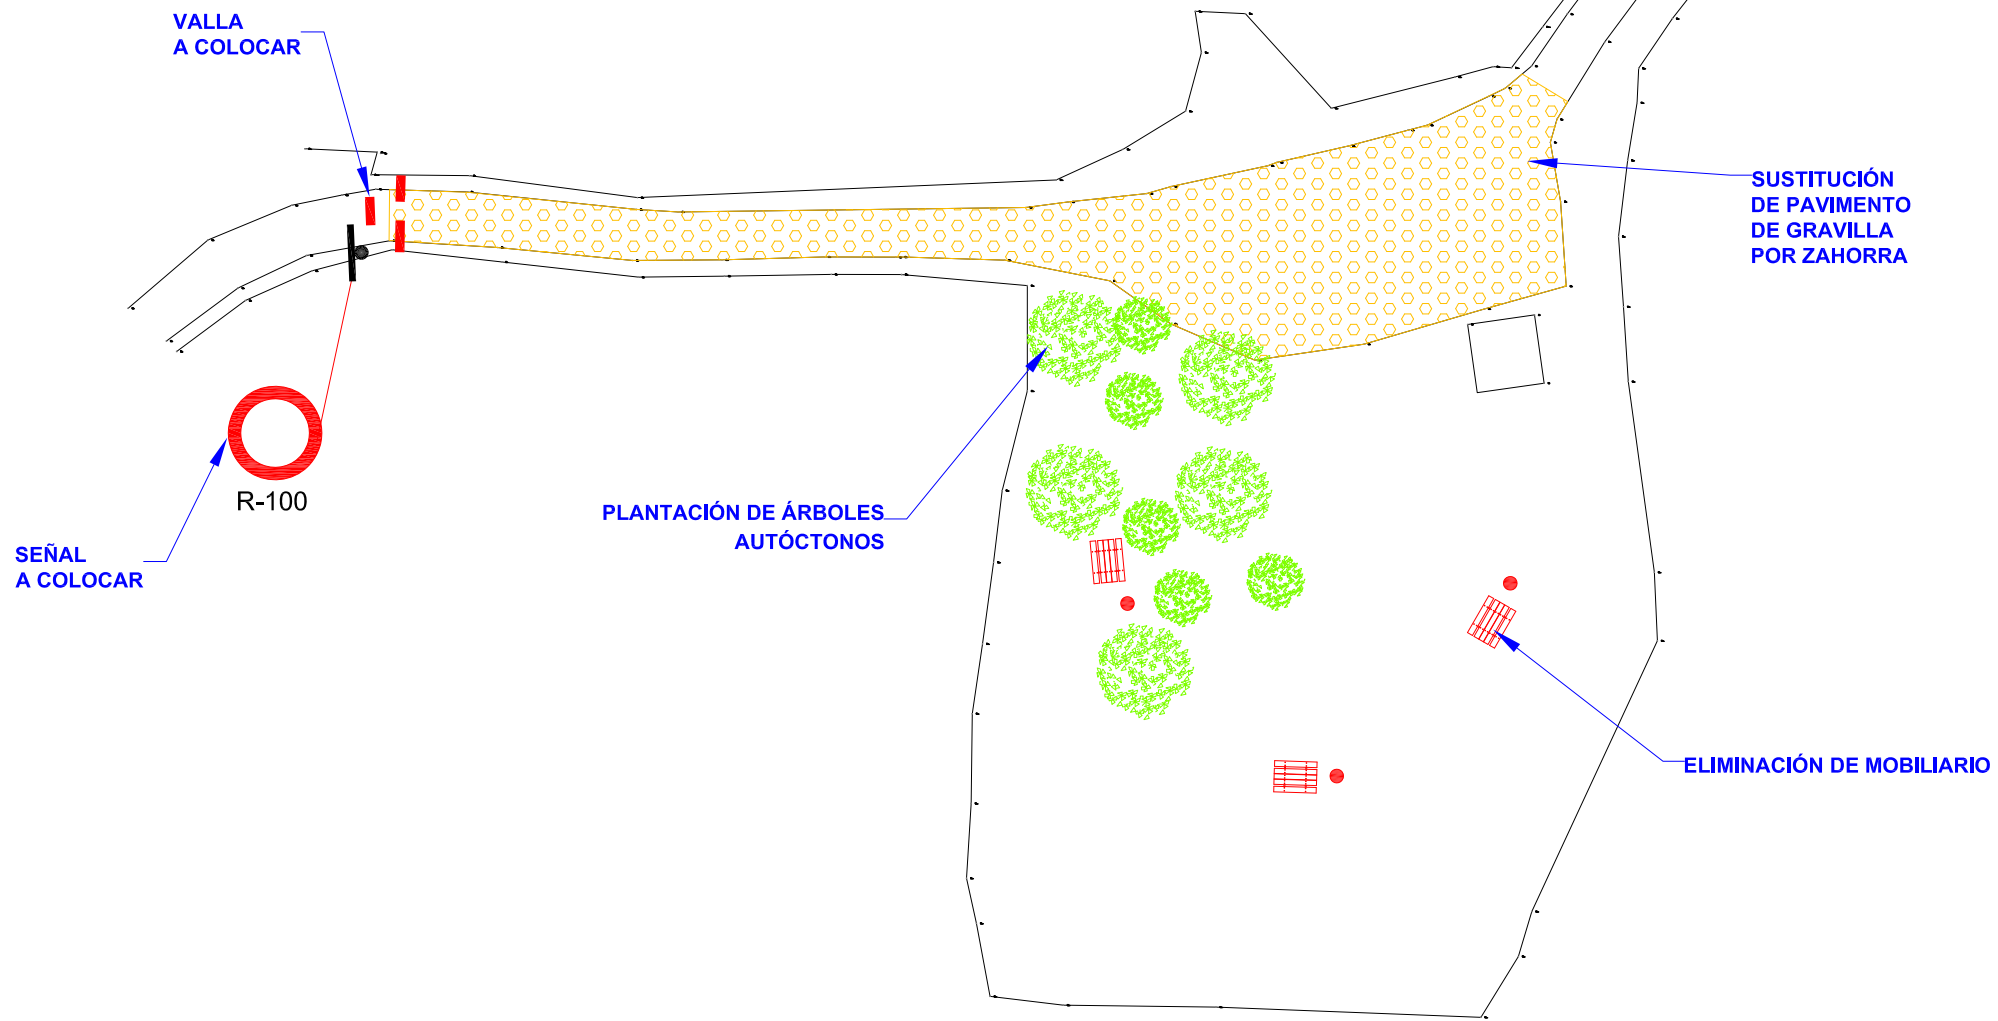 VALLA
A COLOCAR
SUSTITUCIÓN
DE PAVIMENTO
DE GRAVILLA
POR ZAHORRA
R-100
PLANTACIÓN DE ÁRBOLES
AUTÓCTONOS
SEÑAL
A COLOCAR
ELIMINACIÓN DE MOBILIARIO